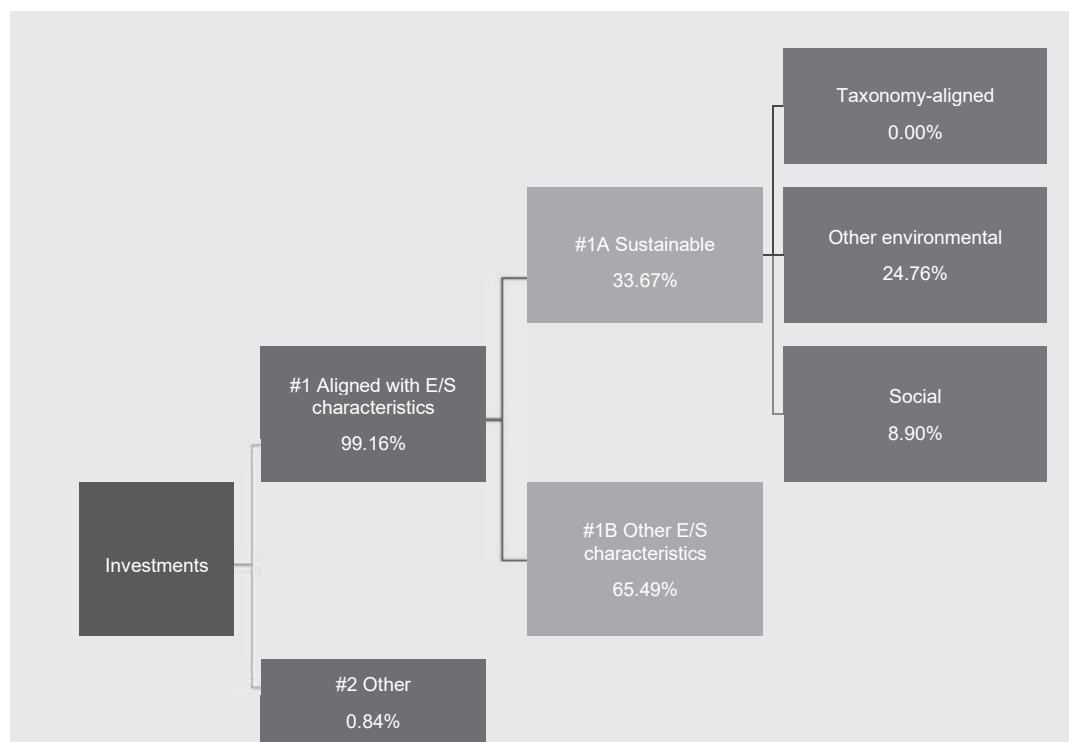 Taxonomy-aligned
0.00%
#1A Sustainable
33.67%
Other environmental
24.76%
#1 Aligned with E/S
characteristics
99.16%
Social
8.90%
Investments
#1B Other E/S
characteristics
65.49%
#2 Other
0.84%